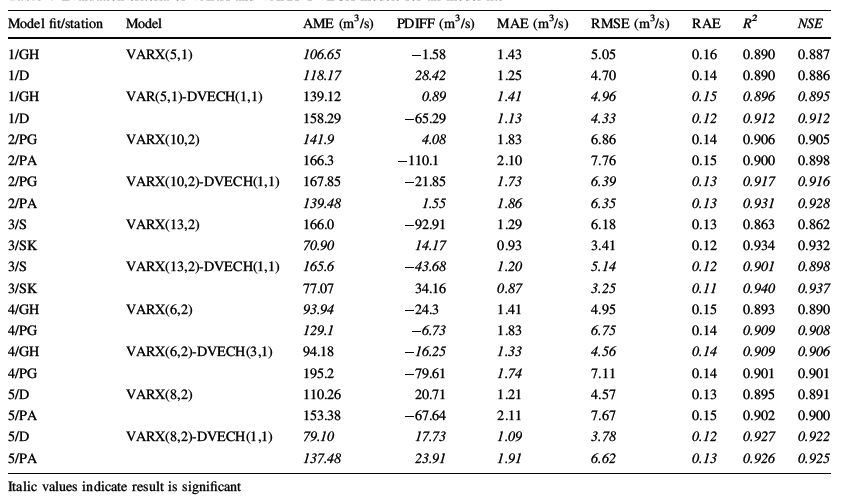 Model fit/station Model AME (m³/s) PDIFF (m³/s) MAE (m³/s) RMSE (m³/s) RAE R² NSE
1/GH VARX(5,1) 106.65 −1.58 1.43 5.05 0.16 0.890 0.887
1/D 118.17 28.42 1.25 4.70 0.14 0.890 0.886
1/GH VAR(5,1)-DVECH(1,1) 139.12 0.89 1.41 4.96 0.15 0.896 0.895
1/D 158.29 −65.29 1.13 4.33 0.12 0.912 0.912
2/PG VARX(10,2) 141.9 4.08 1.83 6.86 0.14 0.906 0.905
2/PA 166.3 −110.1 2.10 7.76 0.15 0.900 0.898
2/PG VARX(10,2)-DVECH(1,1) 167.85 −21.85 1.73 6.39 0.13 0.917 0.916
2/PA 139.48 1.55 1.86 6.35 0.13 0.931 0.928
3/S VARX(13,2) 166.0 −92.91 1.29 6.18 0.13 0.863 0.862
3/SK 70.90 14.17 0.93 3.41 0.12 0.934 0.932
3/S VARX(13,2)-DVECH(1,1) 165.6 −43.68 1.20 5.14 0.12 0.901 0.898
3/SK 77.07 34.16 0.87 3.25 0.11 0.940 0.937
4/GH VARX(6,2) 93.94 −24.3 1.41 4.95 0.15 0.893 0.890
4/PG 129.1 −6.73 1.83 6.75 0.14 0.909 0.908
4/GH VARX(6,2)-DVECH(3,1) 94.18 −16.25 1.33 4.56 0.14 0.909 0.906
4/PG 195.2 −79.61 1.74 7.11 0.14 0.901 0.901
5/D VARX(8,2) 110.26 20.71 1.21 4.57 0.13 0.895 0.891
5/PA 153.38 −67.64 2.11 7.67 0.15 0.902 0.900
5/D VARX(8,2)-DVECH(1,1) 79.10 17.73 1.09 3.78 0.12 0.927 0.922
5/PA 137.48 23.91 1.91 6.62 0.13 0.926 0.925
Italic values indicate result is significant